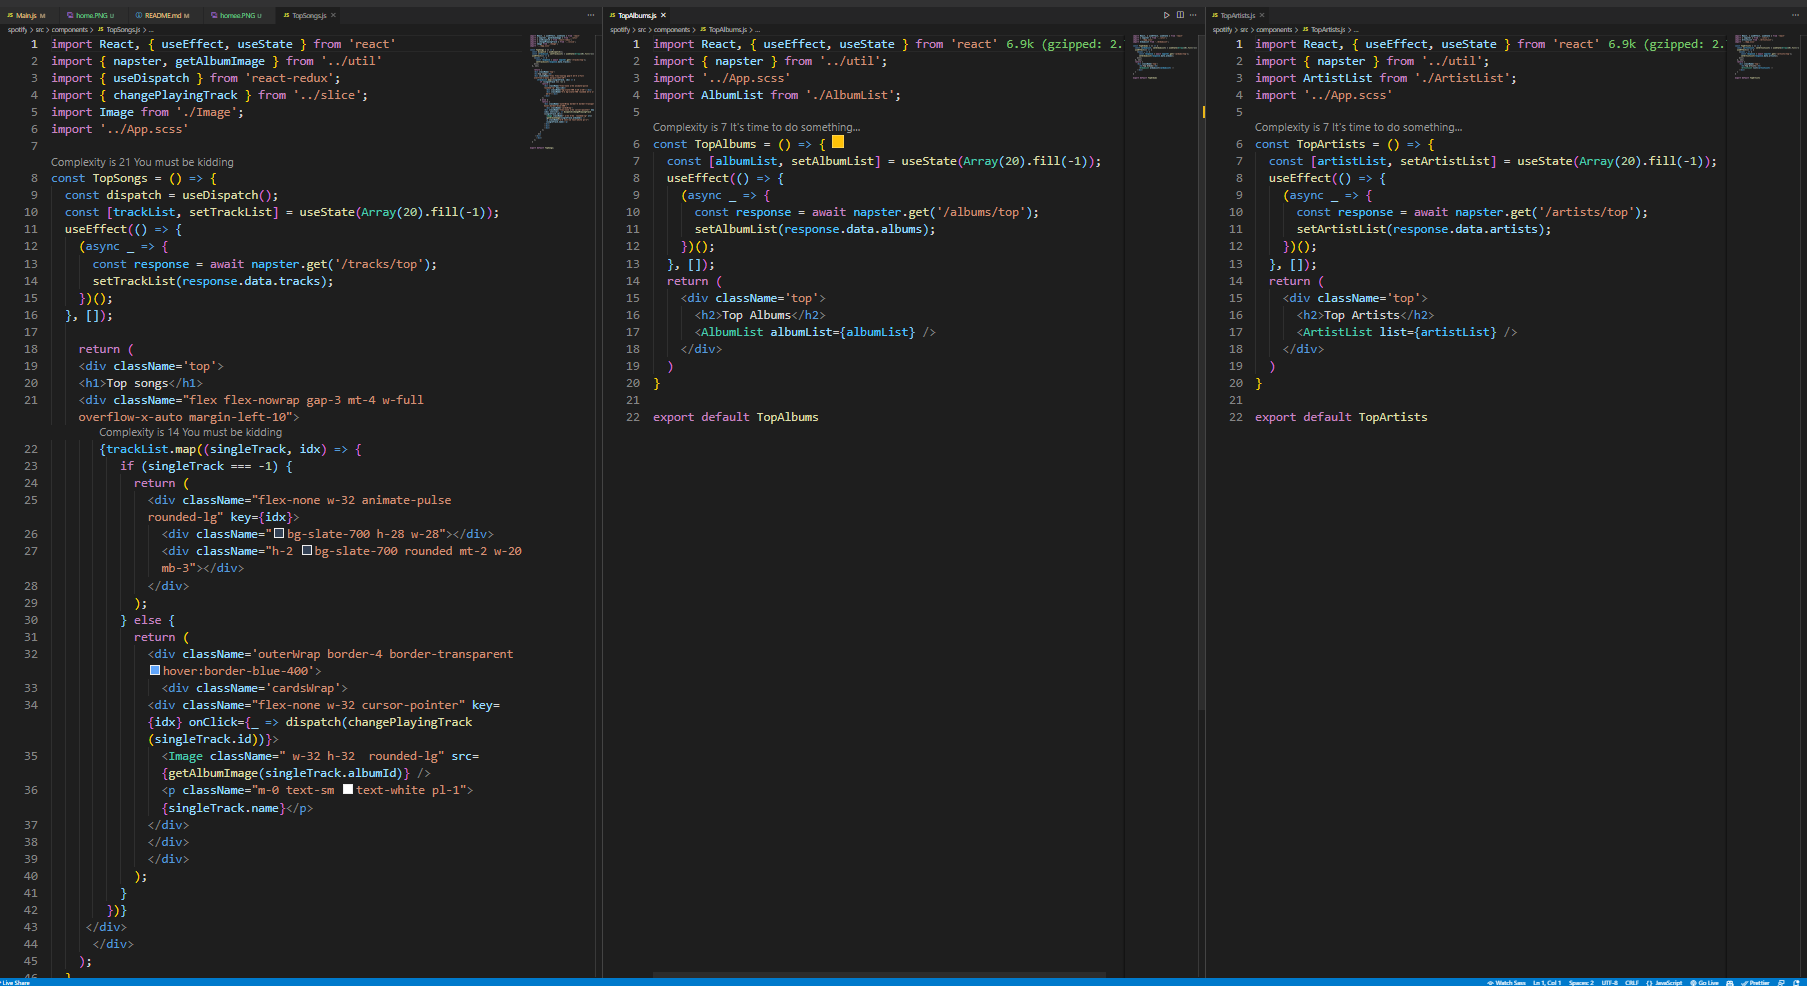 Main.js M
home.PNG U
README.md M
homee.PNG U
TopSongs.js
spotify > src > components > JS TopSongs.js > ...
1 import React, { useEffect, useState } from 'react'
2 import { napster, getAlbumImage } from '../util'
3 import { useDispatch } from 'react-redux';
4 import { changePlayingTrack } from '../slice';
5 import Image from './Image';
6 import '../App.scss'
7
Complexity is 21 You must be kidding
8 const TopSongs = () => {
9 const dispatch = useDispatch();
10 const [trackList, setTrackList] = useState(Array(20).fill(-1));
11 useEffect(() => {
12 (async _ => {
13 const response = await napster.get('/tracks/top');
14 setTrackList(response.data.tracks);
15 })();
16 }, []);
17
18 return (
19 <div className='top'>
20 <h1>Top songs</h1>
21 <div className="flex flex-nowrap gap-3 mt-4 w-full
overflow-x-auto margin-left-10">
Complexity is 14 You must be kidding
22 {trackList.map((singleTrack, idx) => {
23 if (singleTrack === -1) {
24 return (
25 <div className="flex-none w-32 animate-pulse
rounded-lg" key={idx}>
26 <div className="bg-slate-700 h-28 w-28"></div>
27 <div className="h-2 bg-slate-700 rounded mt-2 w-20
mb-3"></div>
28 </div>
29 );
30 } else {
31 return (
32 <div className='outerWrap border-4 border-transparent
hover:border-blue-400'>
33 <div className='cardsWrap'>
34 <div className="flex-none w-32 cursor-pointer" key=
{idx} onClick={_ => dispatch(changePlayingTrack
(singleTrack.id))}>
35 <Image className=" w-32 h-32  rounded-lg" src=
{getAlbumImage(singleTrack.albumId)} />
36 <p className="m-0 text-sm text-white pl-1">
{singleTrack.name}</p>
37 </div>
38 </div>
39 </div>
40 );
41 }
42 })}
43 </div>
44 </div>
45 );
46 }
JS TopAlbums.js
spotify > src > components > JS TopAlbums.js > ...
1 import React, { useEffect, useState } from 'react' 6.9k (gzipped: 2.
2 import { napster } from '../util';
3 import '../App.scss'
4 import AlbumList from './AlbumList';
5
Complexity is 7 It's time to do something...
6 const TopAlbums = () => {
7 const [albumList, setAlbumList] = useState(Array(20).fill(-1));
8 useEffect(() => {
9 (async _ => {
10 const response = await napster.get('/albums/top');
11 setAlbumList(response.data.albums);
12 })();
13 }, []);
14 return (
15 <div className='top'>
16 <h2>Top Albums</h2>
17 <AlbumList albumList={albumList} />
18 </div>
19 )
20 }
21
22 export default TopAlbums
JS TopArtists.js
spotify > src > components > JS TopArtists.js > ...
1 import React, { useEffect, useState } from 'react' 6.9k (gzipped: 2.
2 import { napster } from '../util';
3 import ArtistList from './ArtistList';
4 import '../App.scss'
5
Complexity is 7 It's time to do something...
6 const TopArtists = () => {
7 const [artistList, setArtistList] = useState(Array(20).fill(-1));
8 useEffect(() => {
9 (async _ => {
10 const response = await napster.get('/artists/top');
11 setArtistList(response.data.artists);
12 })();
13 }, []);
14 return (
15 <div className='top'>
16 <h2>Top Artists</h2>
17 <ArtistList list={artistList} />
18 </div>
19 )
20 }
21
22 export default TopArtists
Live Share
Watch Sass Ln 1, Col 1 Spaces: 2 UTF-8 CRLF {} JavaScript Go Live Prettier